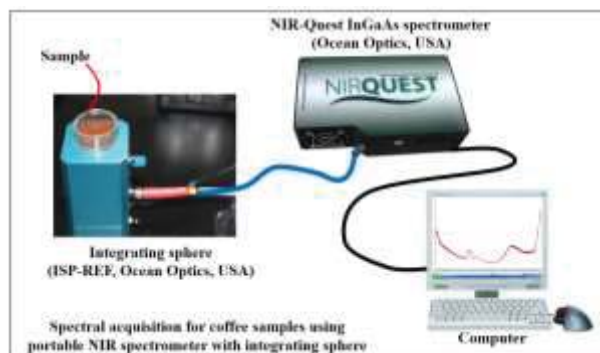 NIR-Quest InGaAs spectrometer
(Ocean Optics, USA)
Sample
NIRQUEST
Integrating sphere
(ISP-REF, Ocean Optics, USA)
Computer
Spectral acquisition for coffee samples using
portable NIR spectrometer with integrating sphere